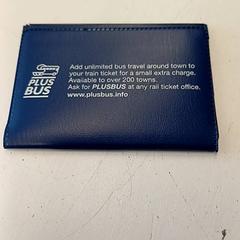 PLUS
BUS
Add unlimited bus travel around town to
your train ticket for a small extra charge.
Available to over 200 towns.
Ask for PLUSBUS at any rail ticket office.
www.plusbus.info